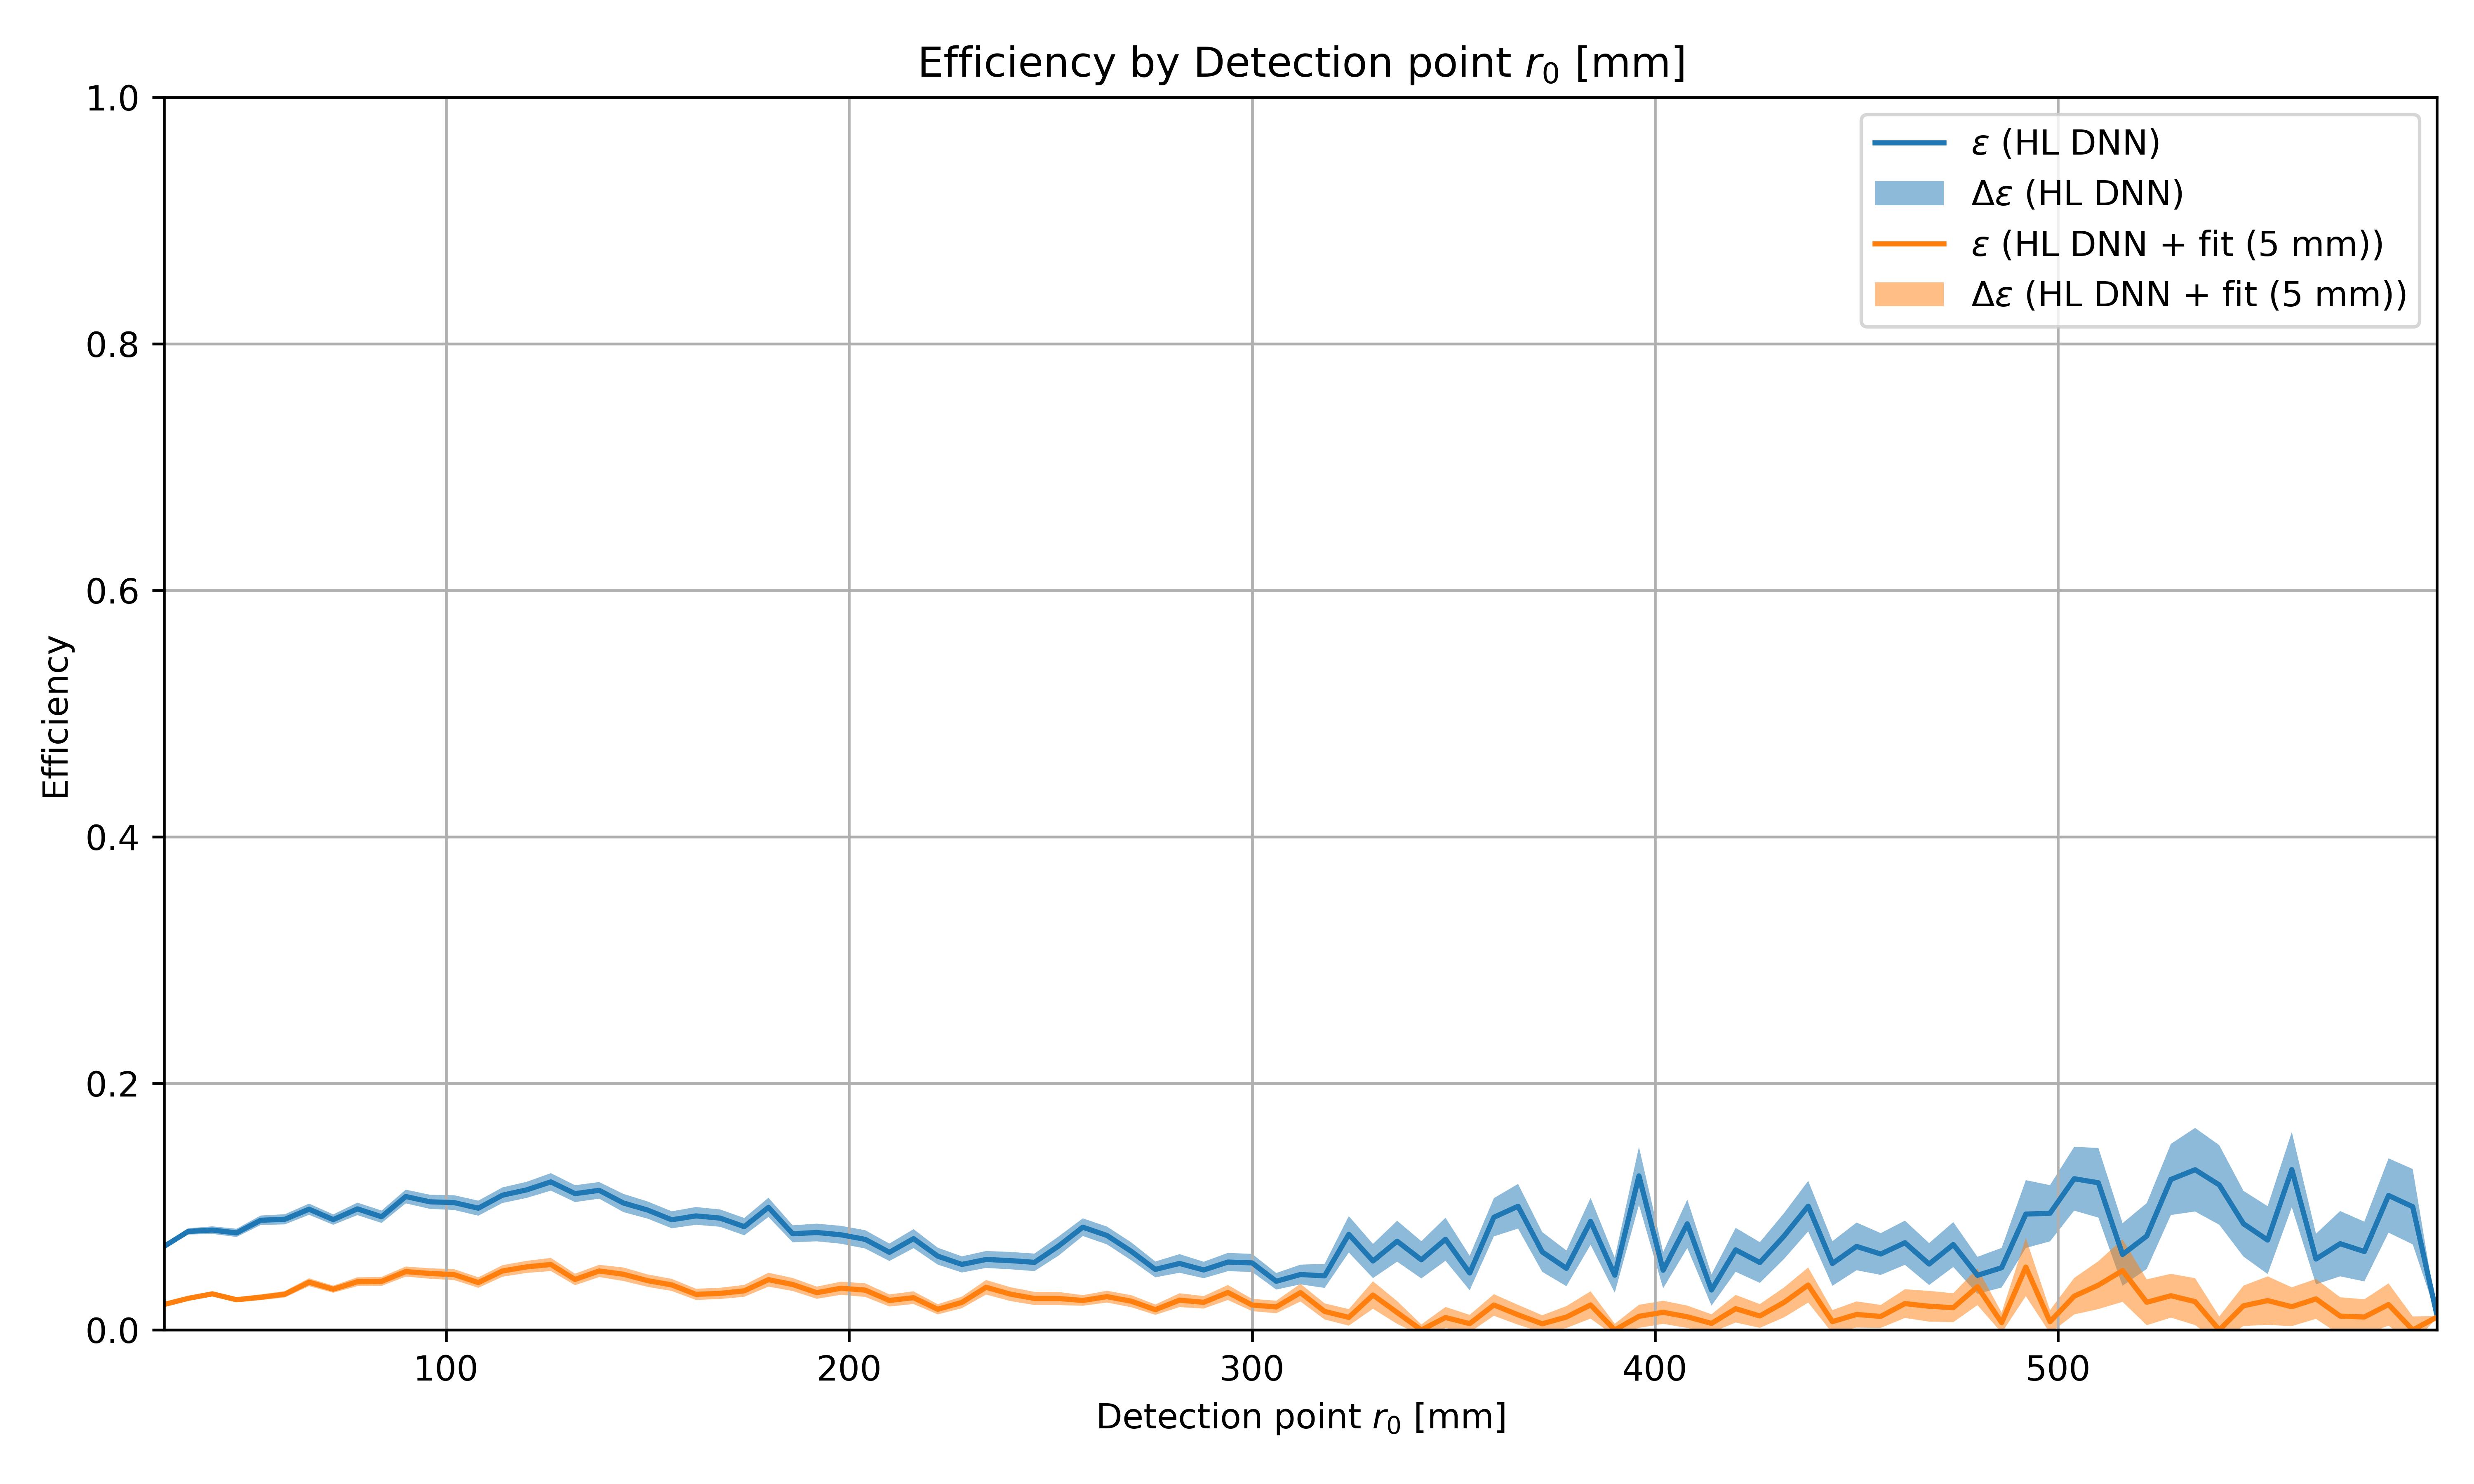 Efficiency by Detection point r₀ [mm]
1.0
0.8
0.6
0.4
0.2
0.0
Efficiency
ε (HL DNN)
Δε (HL DNN)
ε (HL DNN + fit (5 mm))
Δε (HL DNN + fit (5 mm))
100 200 300 400 500
Detection point r₀ [mm]